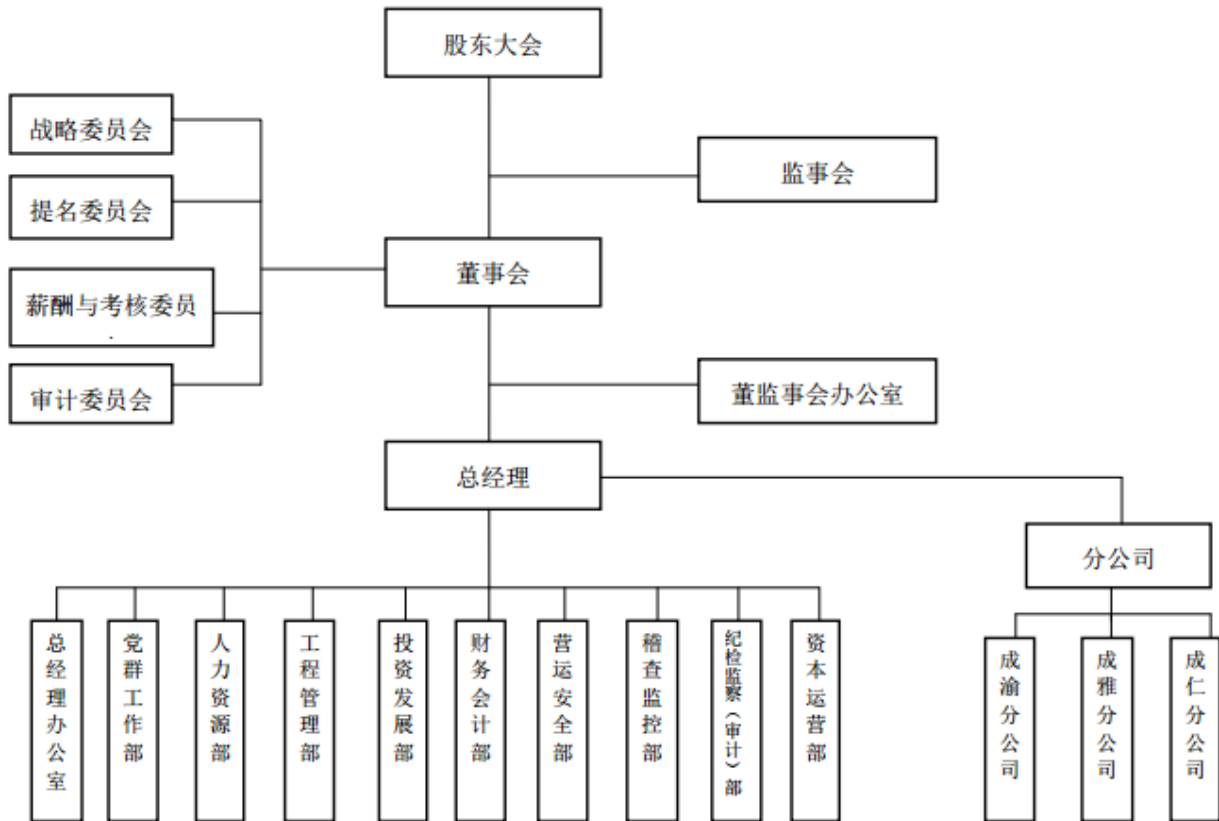 股东大会
战略委员会
监事会
提名委员会
董事会
薪酬与考核委员
审计委员会
董监事会办公室
总经理
分公司
总经理办公室
党群工作部
人力资源部
工程管理部
投资发展部
财务会计部
营运安全部
稽查监控部
纪检监察（审计）部
资本运营部
成渝分公司
成雅分公司
成仁分公司